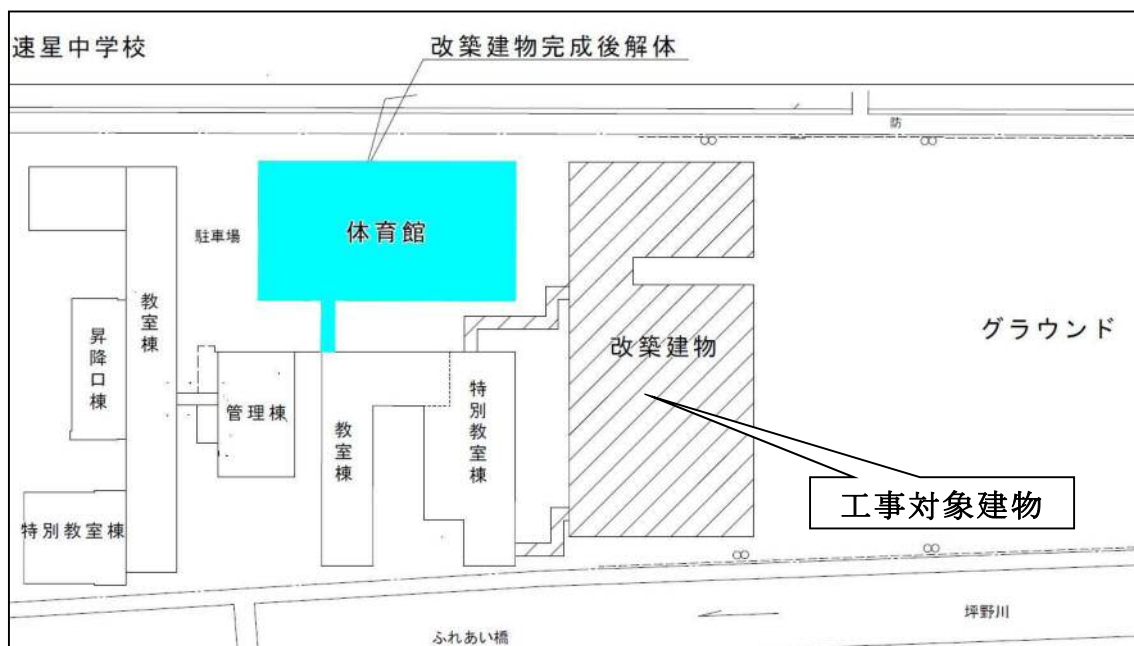 速星中学校
改築建物完成後解体
防
体育館
駐車場
教室棟
昇降口棟
管理棟
教室棟
特別教室棟
改築建物
グラウンド
工事対象建物
特別教室棟
坪野川
ふれあい橋